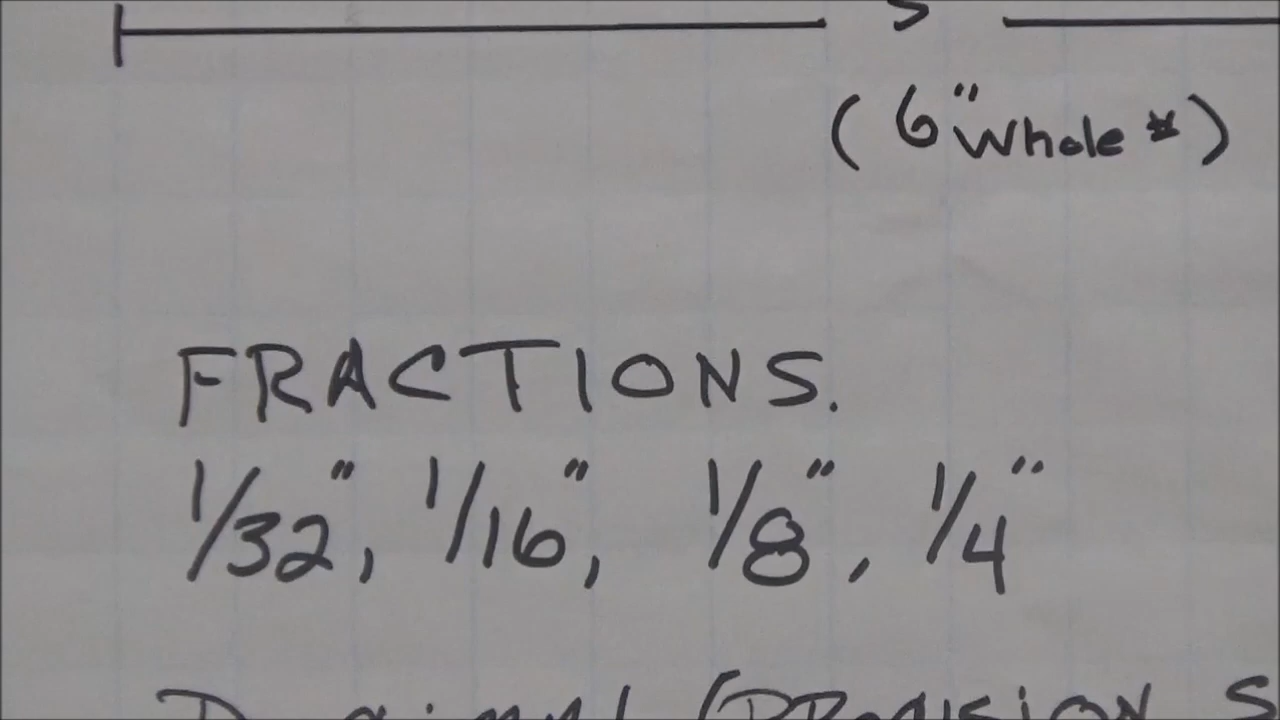 (6" Whole *)
FRACTIONS.
1/32", 1/16", 1/8", 1/4"